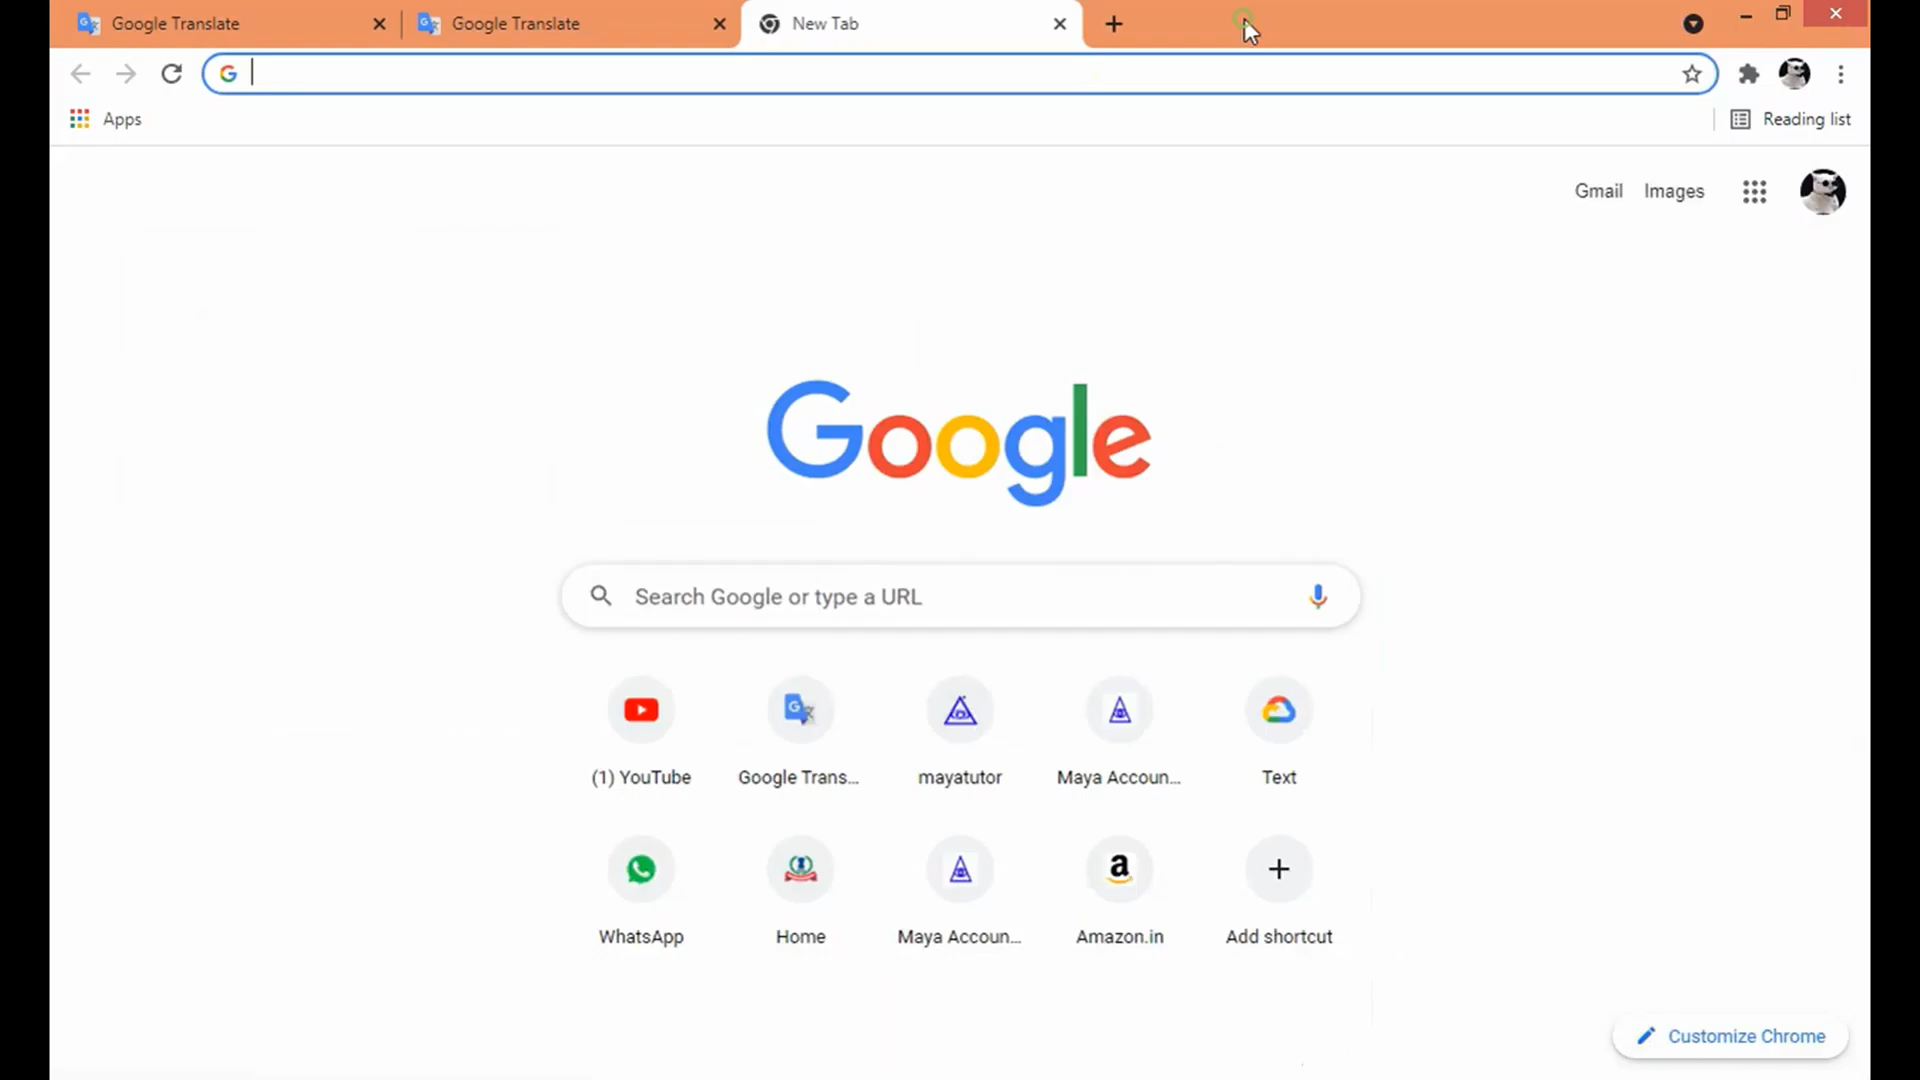 Google Translate
Google Translate
New Tab
Apps
Reading list
Gmail
Images
Google
Search Google or type a URL
(1) YouTube
Google Trans...
mayatutor
Maya Accoun...
Text
WhatsApp
Home
Maya Accoun...
Amazon.in
Add shortcut
Customize Chrome